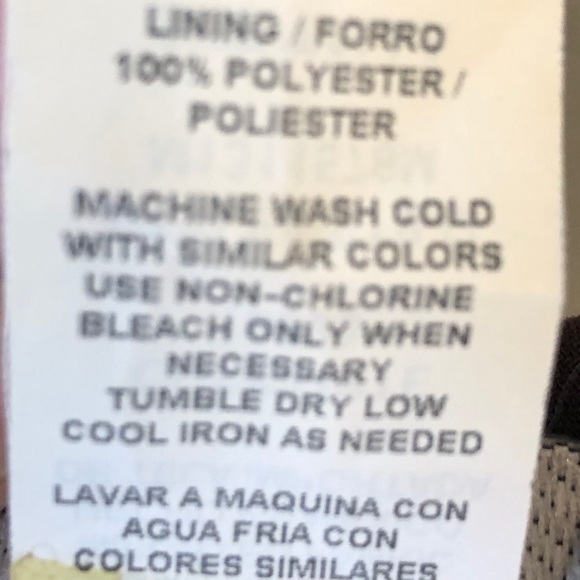 LINING / FORRO
100% POLYESTER /
POLIESTER
MACHINE WASH COLD
WITH SIMILAR COLORS
USE NON-CHLORINE
BLEACH ONLY WHEN
NECESSARY
TUMBLE DRY LOW
COOL IRON AS NEEDED
LAVAR A MAQUINA CON
AGUA FRIA CON
COLORES SIMILARES